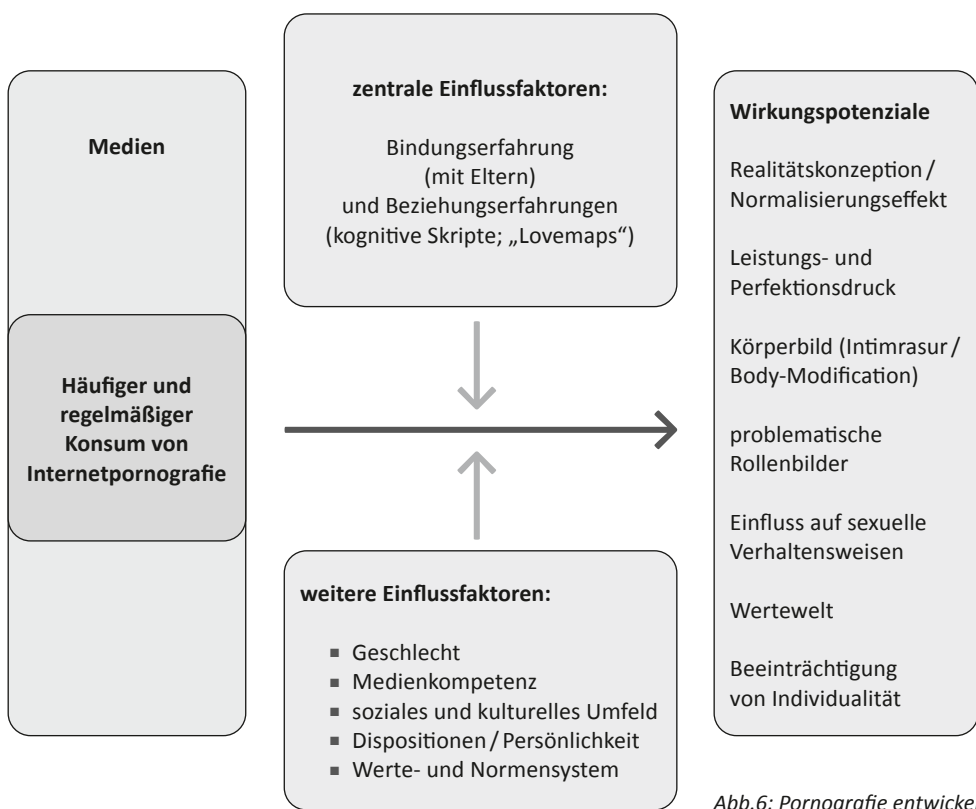 Medien
Häufiger und
regelmäßiger
Konsum von
Internetpornografie
zentrale Einflussfaktoren:
Bindungserfahrung
(mit Eltern)
und Beziehungserfahrungen
(kognitive Skripte; „Lovemaps“)
weitere Einflussfaktoren:
▪ Geschlecht
▪ Medienkompetenz
▪ soziales und kulturelles Umfeld
▪ Dispositionen / Persönlichkeit
▪ Werte- und Normensystem
Wirkungspotenziale
Realitätskonzeption /
Normalisierungseffekt
Leistungs- und
Perfektionsdruck
Körperbild (Intimrasur /
Body-Modification)
problematische
Rollenbilder
Einfluss auf sexuelle
Verhaltensweisen
Wertewelt
Beeinträchtigung
von Individualität
Abb.6: Pornografie